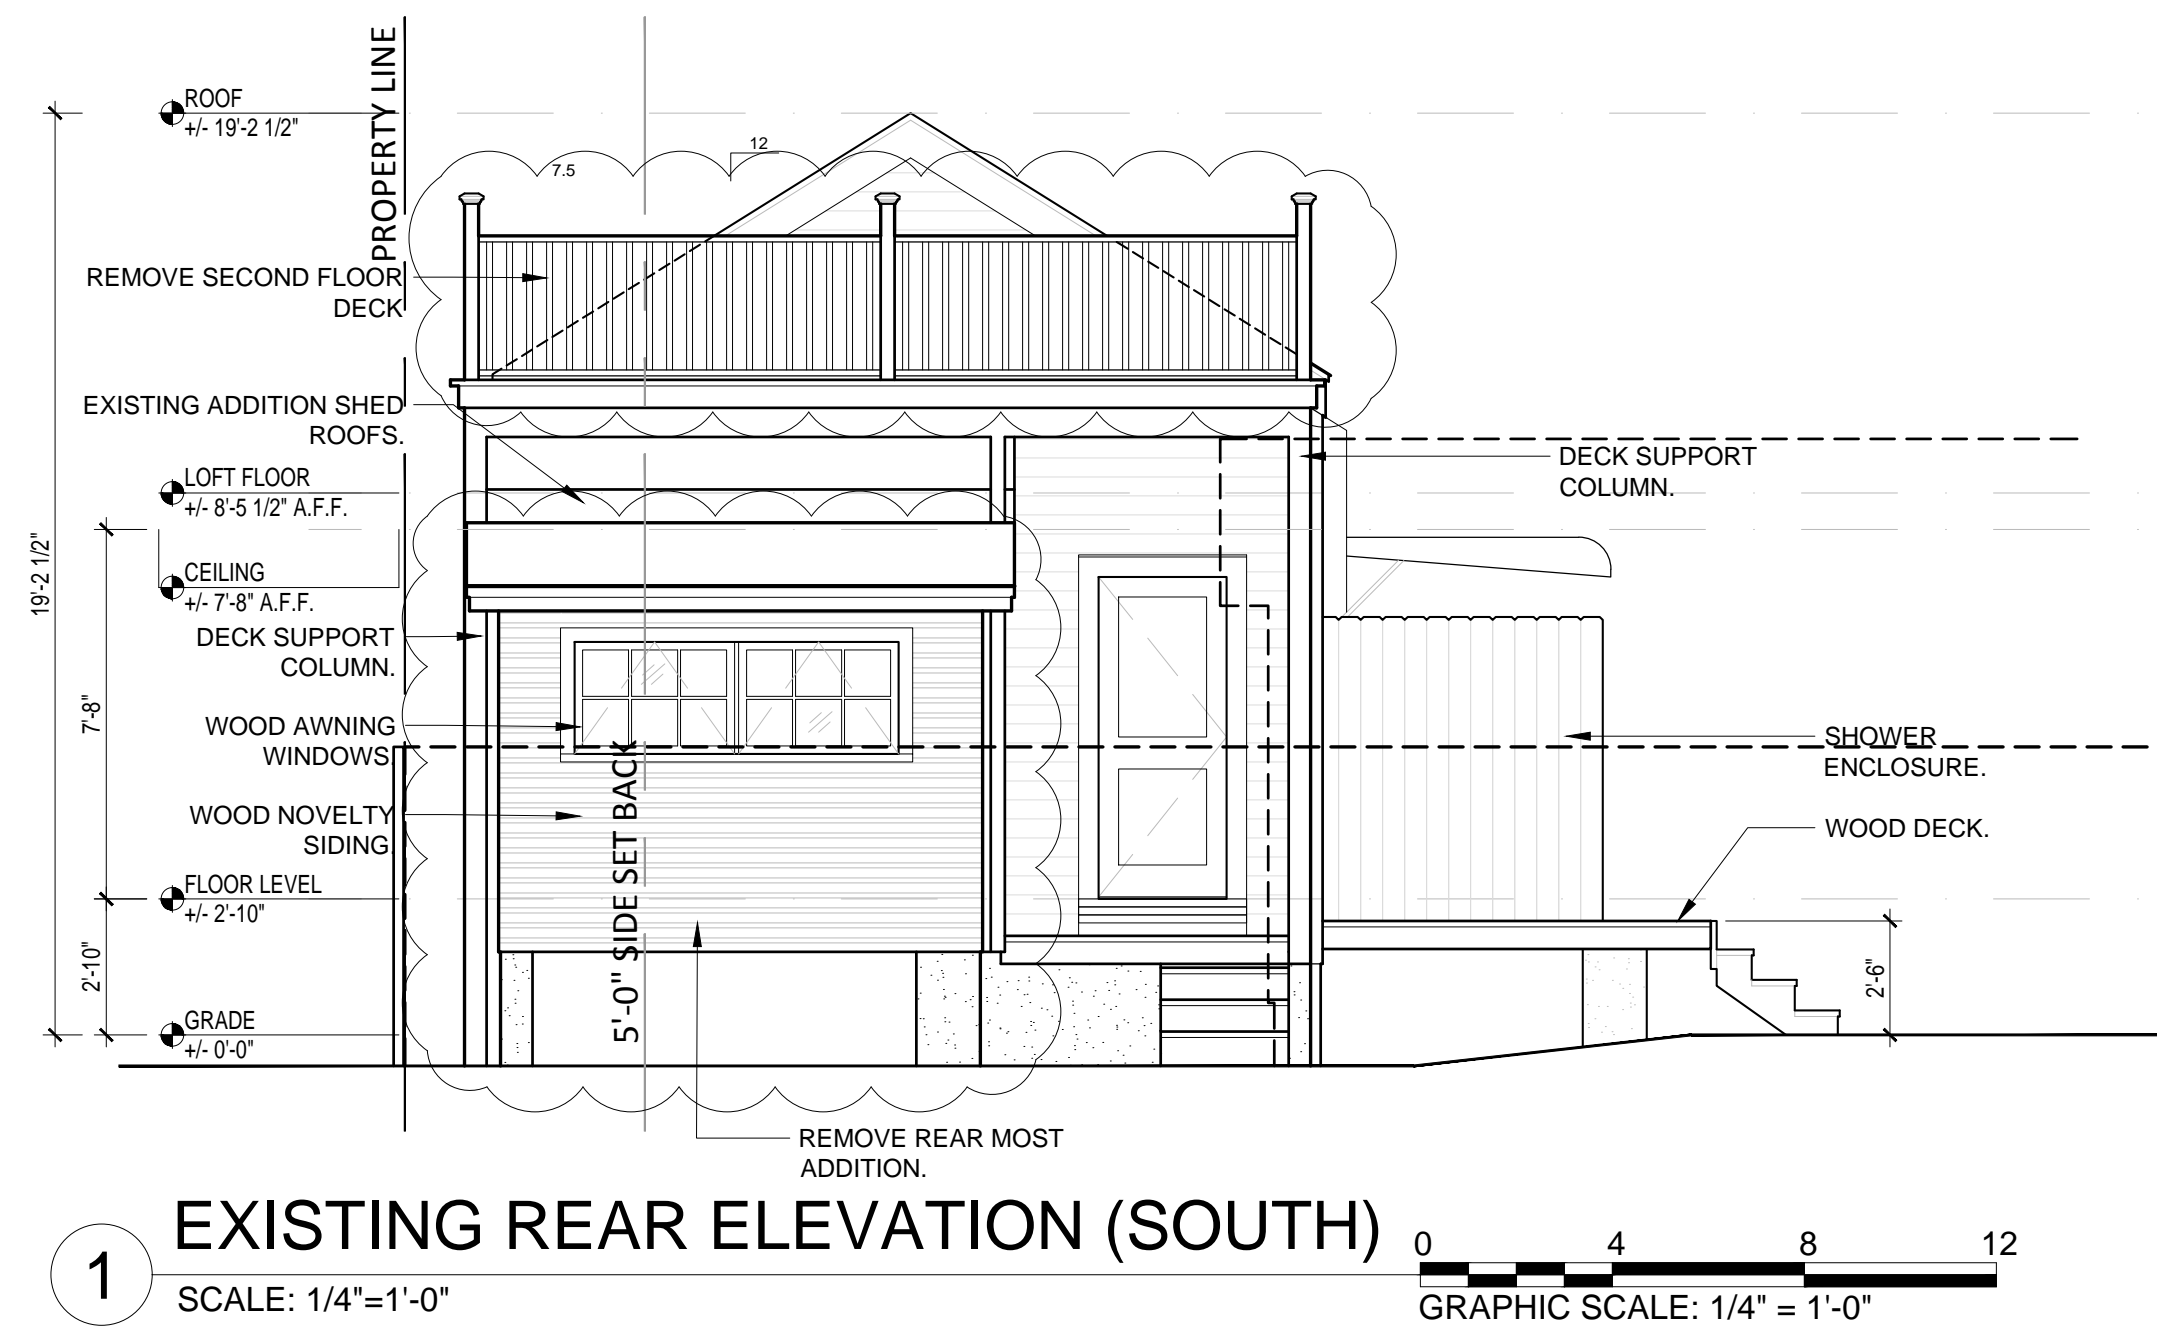 PROPERTY LINE
ROOF
+/- 19'-2 1/2"
12
7.5
REMOVE SECOND FLOOR
DECK
EXISTING ADDITION SHED
ROOFS.
LOFT FLOOR
+/- 8'-5 1/2" A.F.F.
DECK SUPPORT
COLUMN.
19'-2 1/2"
CEILING
+/- 7'-8" A.F.F.
DECK SUPPORT
COLUMN.
7'-8"
WOOD AWNING
WINDOWS.
SHOWER
ENCLOSURE.
WOOD NOVELTY
SIDING.
5'-0" SIDE SET BACK
WOOD DECK.
FLOOR LEVEL
+/- 2'-10"
2'-10"
2'-6"
GRADE
+/- 0'-0"
REMOVE REAR MOST
ADDITION.
1
EXISTING REAR ELEVATION (SOUTH)
SCALE: 1/4"=1'-0"
0 4 8 12
GRAPHIC SCALE: 1/4" = 1'-0"